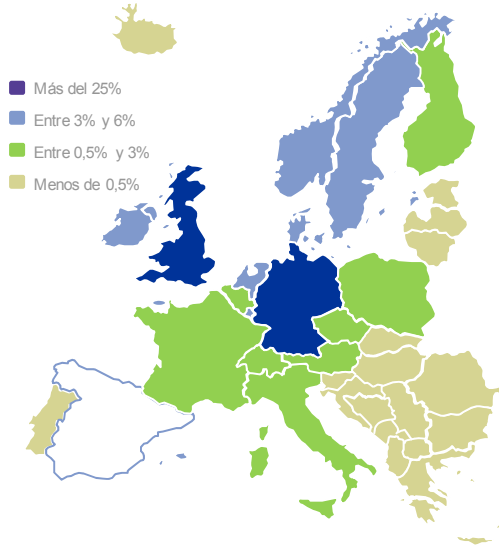 Más del 25%
Entre 3% y 6%
Entre 0,5% y 3%
Menos de 0,5%